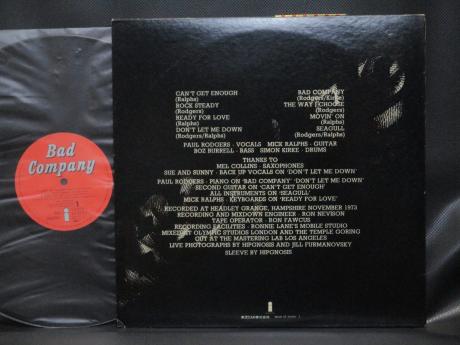 Bad
Company
CAN'T GET ENOUGH
(Ralphs)
ROCK STEADY
(Rodgers)
READY FOR LOVE
(Ralphs)
DON'T LET ME DOWN
(Rodgers/Ralphs)
BAD COMPANY
(Rodgers/Kirke)
THE WAY I CHOOSE
(Rodgers)
MOVIN' ON
(Ralphs)
SEAGULL
(Rodgers/Ralphs)
PAUL RODGERS · VOCALS MICK RALPHS · GUITAR
BOZ BURRELL · BASS SIMON KIRKE · DRUMS
THANKS TO
MEL COLLINS · SAXOPHONES
SUE AND SUNNY · BACK UP VOCALS ON 'DON'T LET ME DOWN'
PAUL RODGERS · PIANO ON 'BAD COMPANY' 'DON'T LET ME DOWN'
SECOND GUITAR ON 'CAN'T GET ENOUGH'
ALL INSTRUMENTS ON 'SEAGULL'
MICK RALPHS · KEYBOARDS ON 'READY FOR LOVE'
RECORDED AT HEADLEY GRANGE, HAMPSHIRE NOVEMBER 1973
RECORDING AND MIXDOWN ENGINEER · RON NEVISON
TAPE OPERATOR · BON FAWCUS
RECORDING FACILITIES · RONNIE LANE'S MOBILE STUDIO
MIXED AT OLYMPIC STUDIOS LONDON AND THE TEMPLE GORING
CUT AT THE MASTERING LAB LOS ANGELES
LIVE PHOTOGRAPHS BY HIPGNOSIS AND JILL FURMANOVSKY
SLEEVE BY HIPGNOSIS